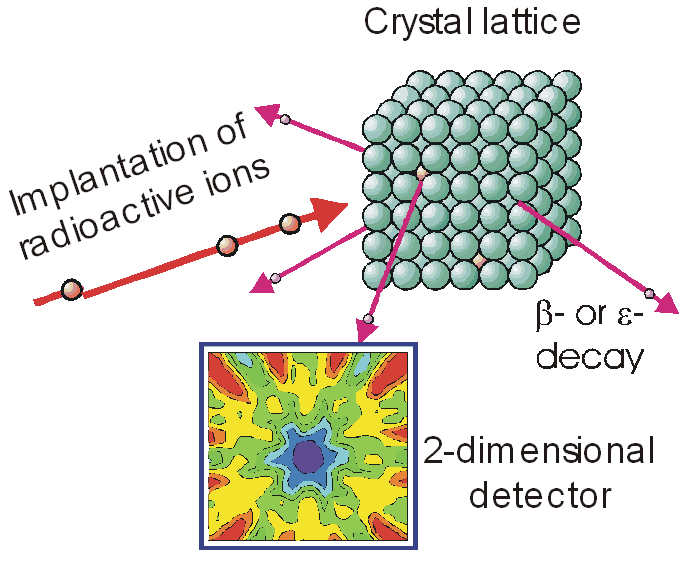 Crystal lattice
Implantation of
radioactive ions
β- or ε-
decay
2-dimensional
detector